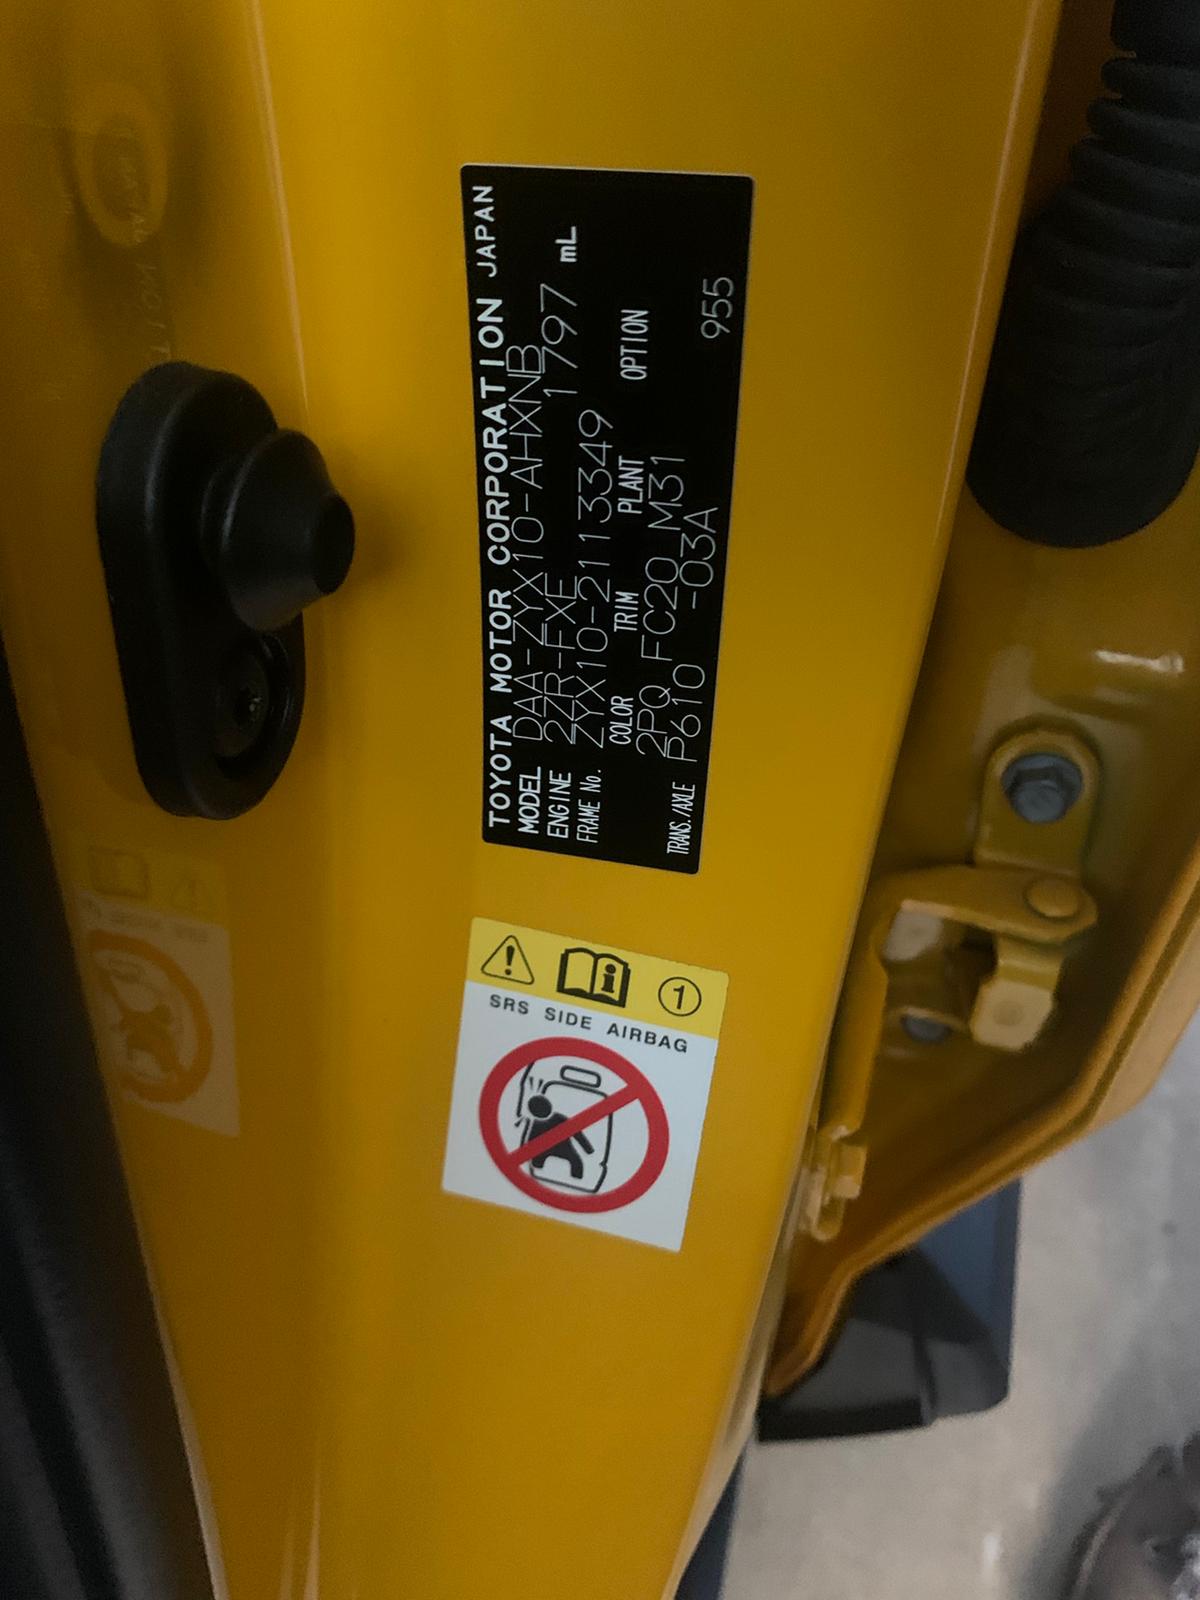 TOYOTA MOTOR CORPORATION JAPAN
MODEL DAA-ZYX10-AHXNB
ENGINE 2ZR-FXE 1797 mL
FRAME No. ZYX10-2113349
COLOR TRIM PLANT OPTION
2PQ FC20 M31
TRANS./AXLE P610 -03A 955
1
SRS SIDE AIRBAG